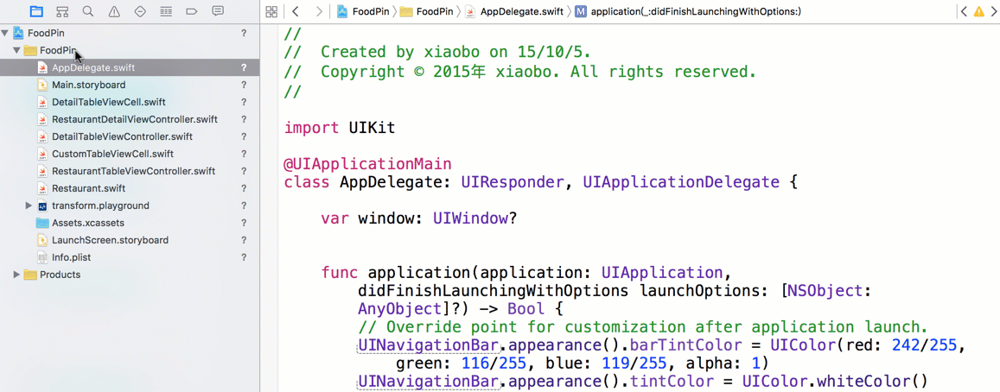 FoodPin ?
FoodPin
AppDelegate.swift ?
Main.storyboard ?
DetailTableViewCell.swift ?
RestaurantDetailViewController.swift ?
DetailTableViewController.swift ?
CustomTableViewCell.swift ?
RestaurantTableViewController.swift ?
Restaurant.swift ?
transform.playground ?
Assets.xcassets ?
LaunchScreen.storyboard ?
Info.plist ?
Products
FoodPin FoodPin AppDelegate.swift M application(_:didFinishLaunchingWithOptions:)
//
//  Created by xiaobo on 15/10/5.
//  Copyright © 2015年 xiaobo. All rights reserved.
//
import UIKit
@UIApplicationMain
class AppDelegate: UIResponder, UIApplicationDelegate {
var window: UIWindow?
func application(application: UIApplication,
didFinishLaunchingWithOptions launchOptions: [NSObject:
AnyObject]?) -> Bool {
// Override point for customization after application launch.
UINavigationBar.appearance().barTintColor = UIColor(red: 242/255,
green: 116/255, blue: 119/255, alpha: 1)
UINavigationBar.appearance().tintColor = UIColor.whiteColor()